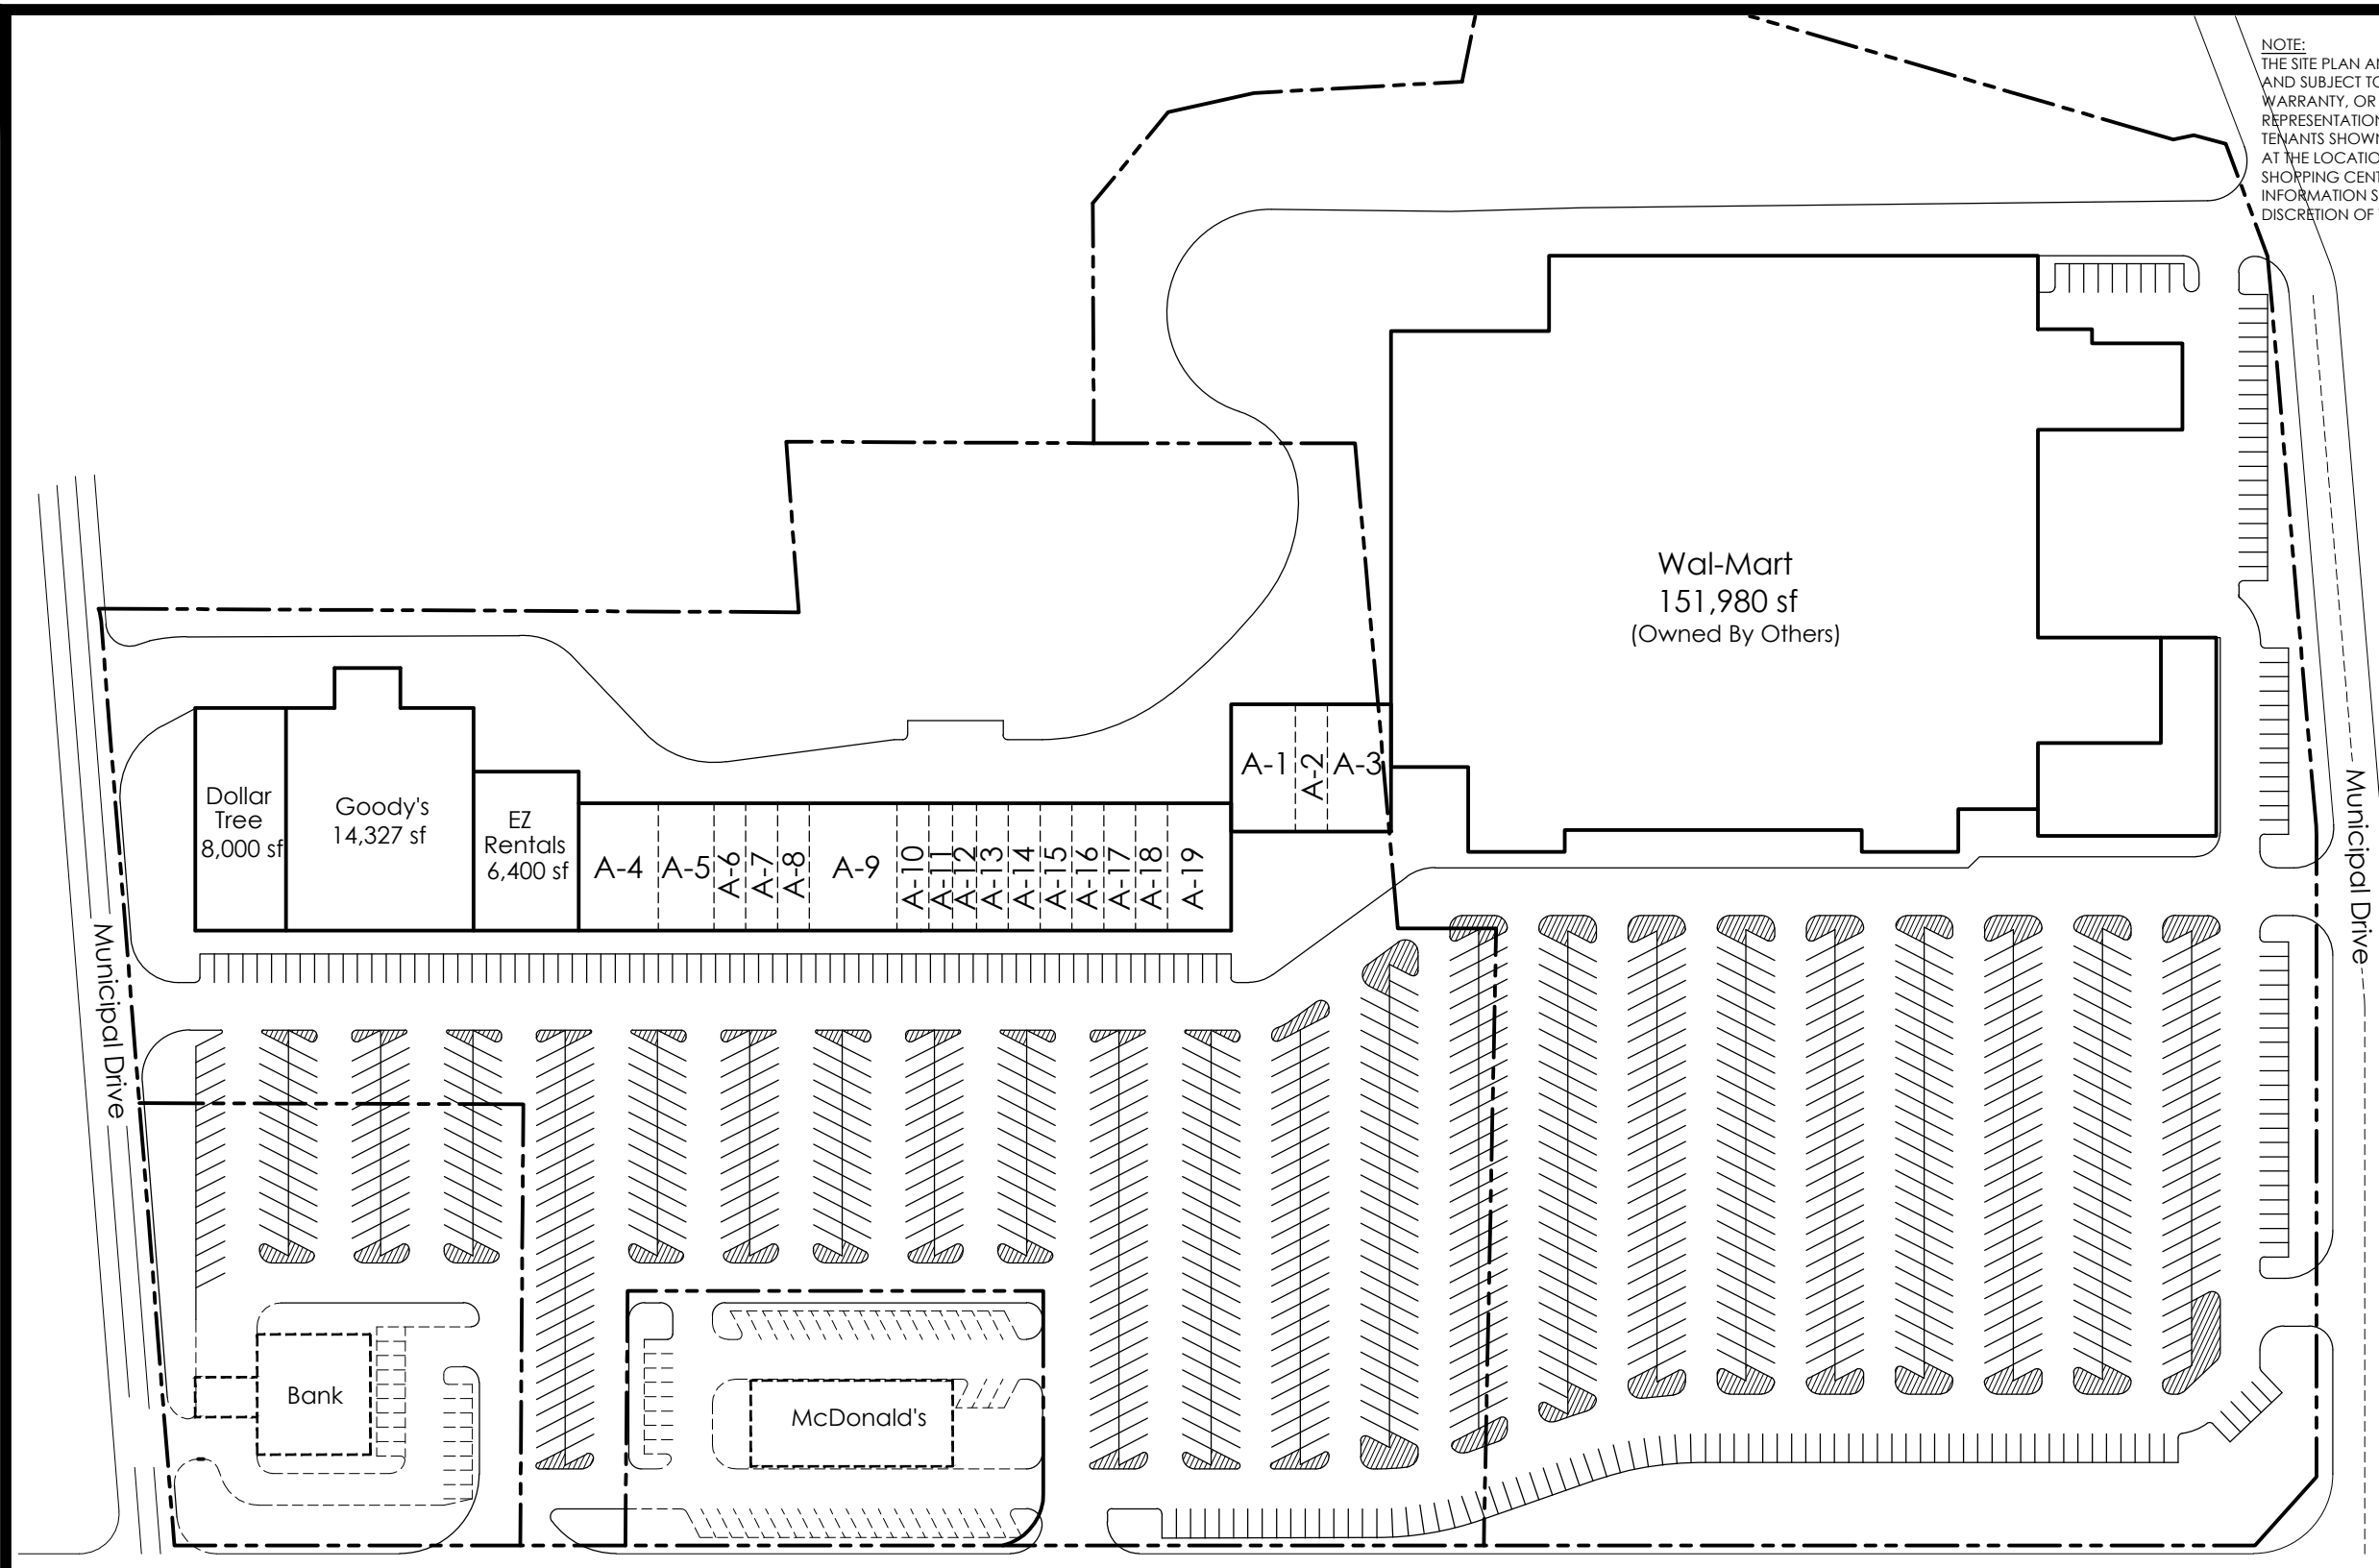 NOTE:
THE SITE PLAN
AND SUBJECT
WARRANTY, OR
REPRESENTATION
TENANTS SHOWN
AT THE
SHOPPING
INFORMATION
DISCRETION OF
Wal-Mart
151,980 sf
(Owned By Others)
A-1
A-2
A-3
Dollar
Tree
8,000 sf
Goody's
14,327 sf
EZ
Rentals
6,400 sf
A-4
A-5
A-6
A-7
A-8
A-9
A-10
A-11
A-12
A-13
A-14
A-15
A-16
A-17
A-18
A-19
Municipal Drive
Municipal Drive
Bank
McDonald's